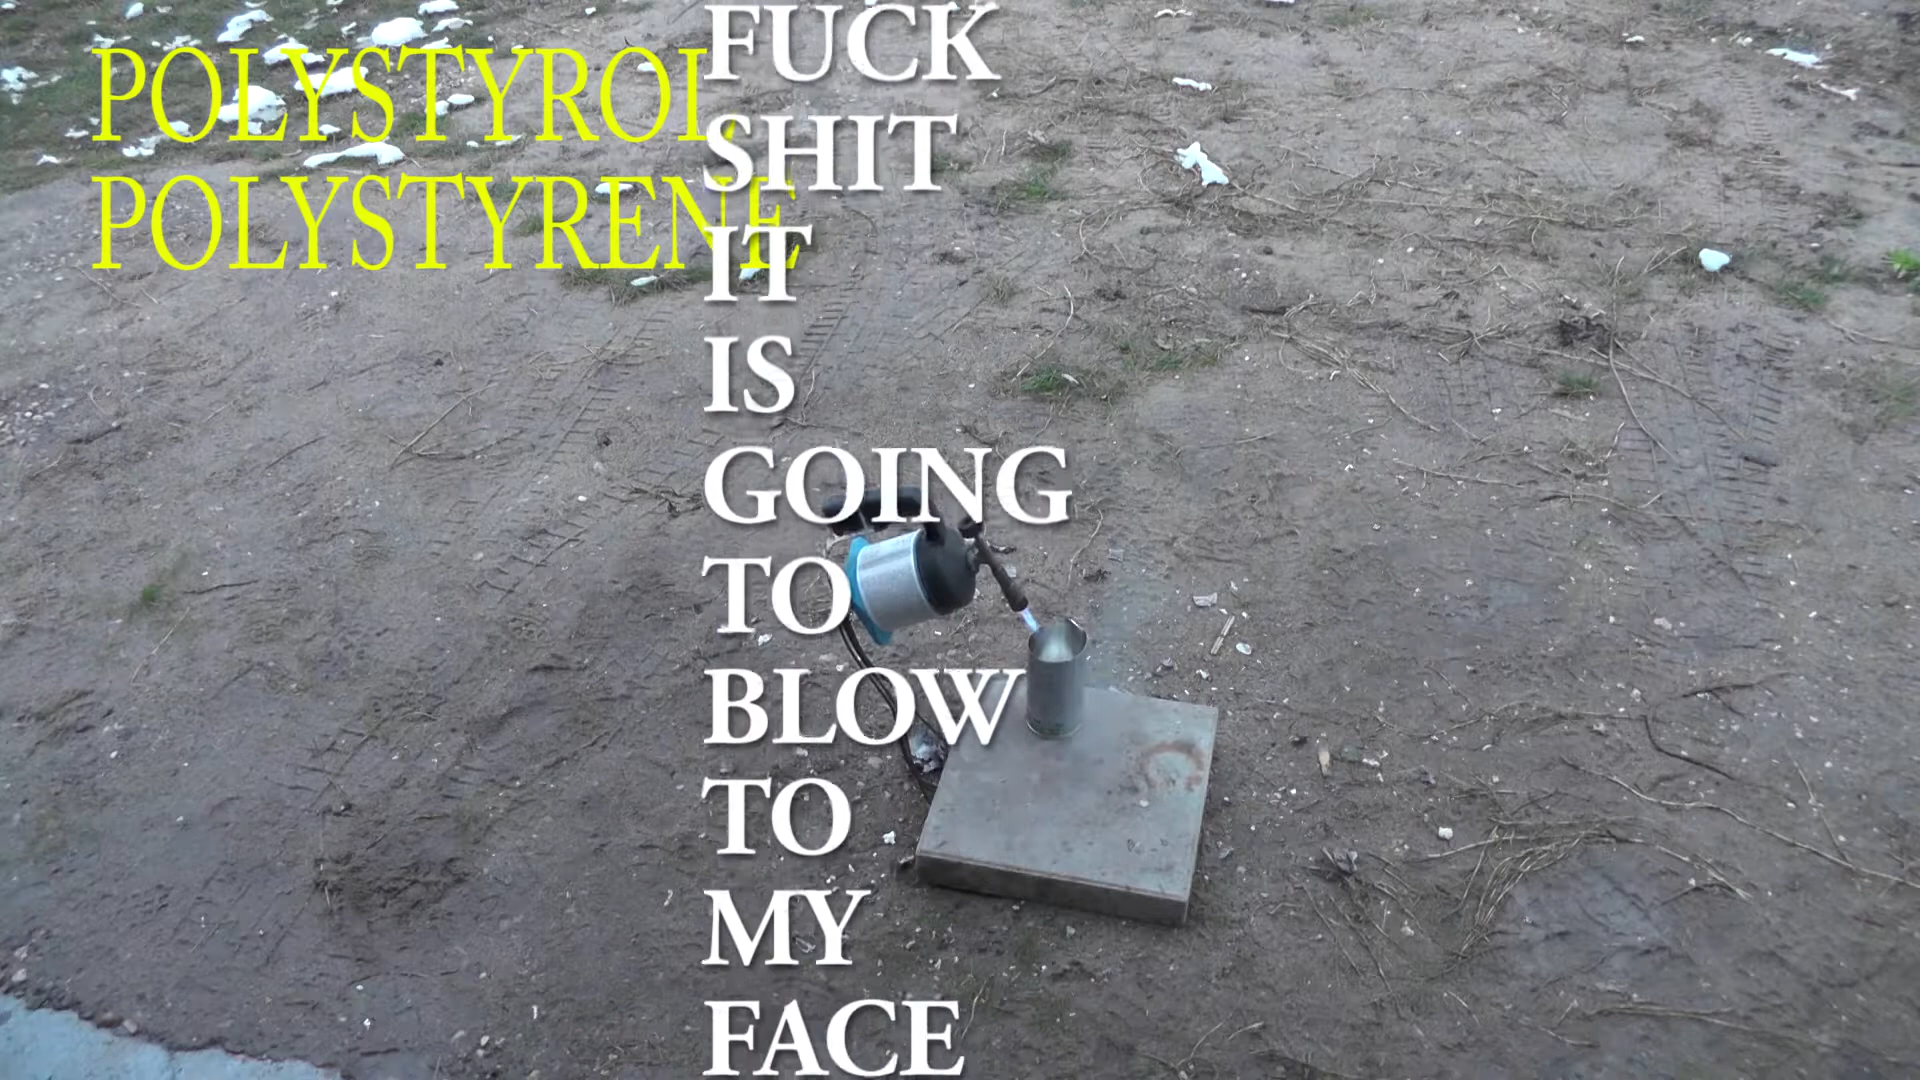 POLYSTYROL
POLYSTYRENE
FUCK
SHIT
IT
IS
GOING
TO
BLOW
TO
MY
FACE